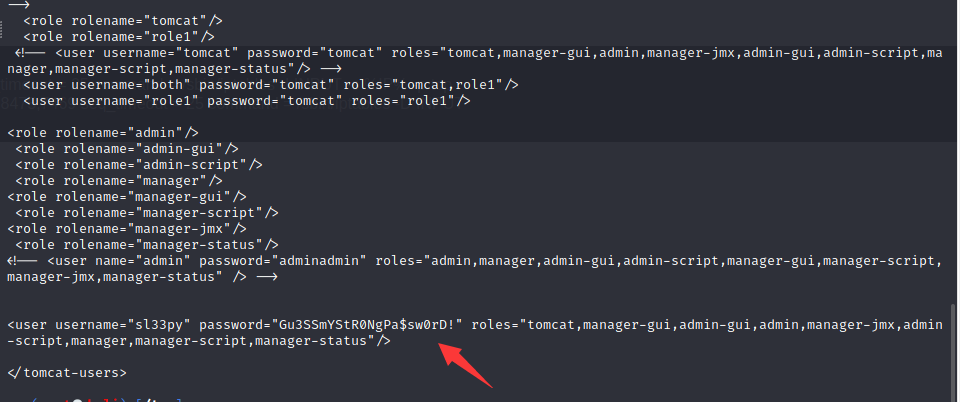 -->
<role rolename="tomcat"/>
<role rolename="role1"/>
<!-- <user username="tomcat" password="tomcat" roles="tomcat,manager-gui,admin,manager-jmx,admin-gui,admin-script,ma
nager,manager-script,manager-status"/> -->
<user username="both" password="tomcat" roles="tomcat,role1"/>
<user username="role1" password="tomcat" roles="role1"/>
<role rolename="admin"/>
<role rolename="admin-gui"/>
<role rolename="admin-script"/>
<role rolename="manager"/>
<role rolename="manager-gui"/>
<role rolename="manager-script"/>
<role rolename="manager-jmx"/>
<role rolename="manager-status"/>
<!-- <user name="admin" password="adminadmin" roles="admin,manager,admin-gui,admin-script,manager-gui,manager-script,
manager-jmx,manager-status" /> -->
<user username="sl33py" password="Gu3SSmYStR0NgPa$sw0rD!" roles="tomcat,manager-gui,admin-gui,admin,manager-jmx,admin
-script,manager,manager-script,manager-status"/>
</tomcat-users>